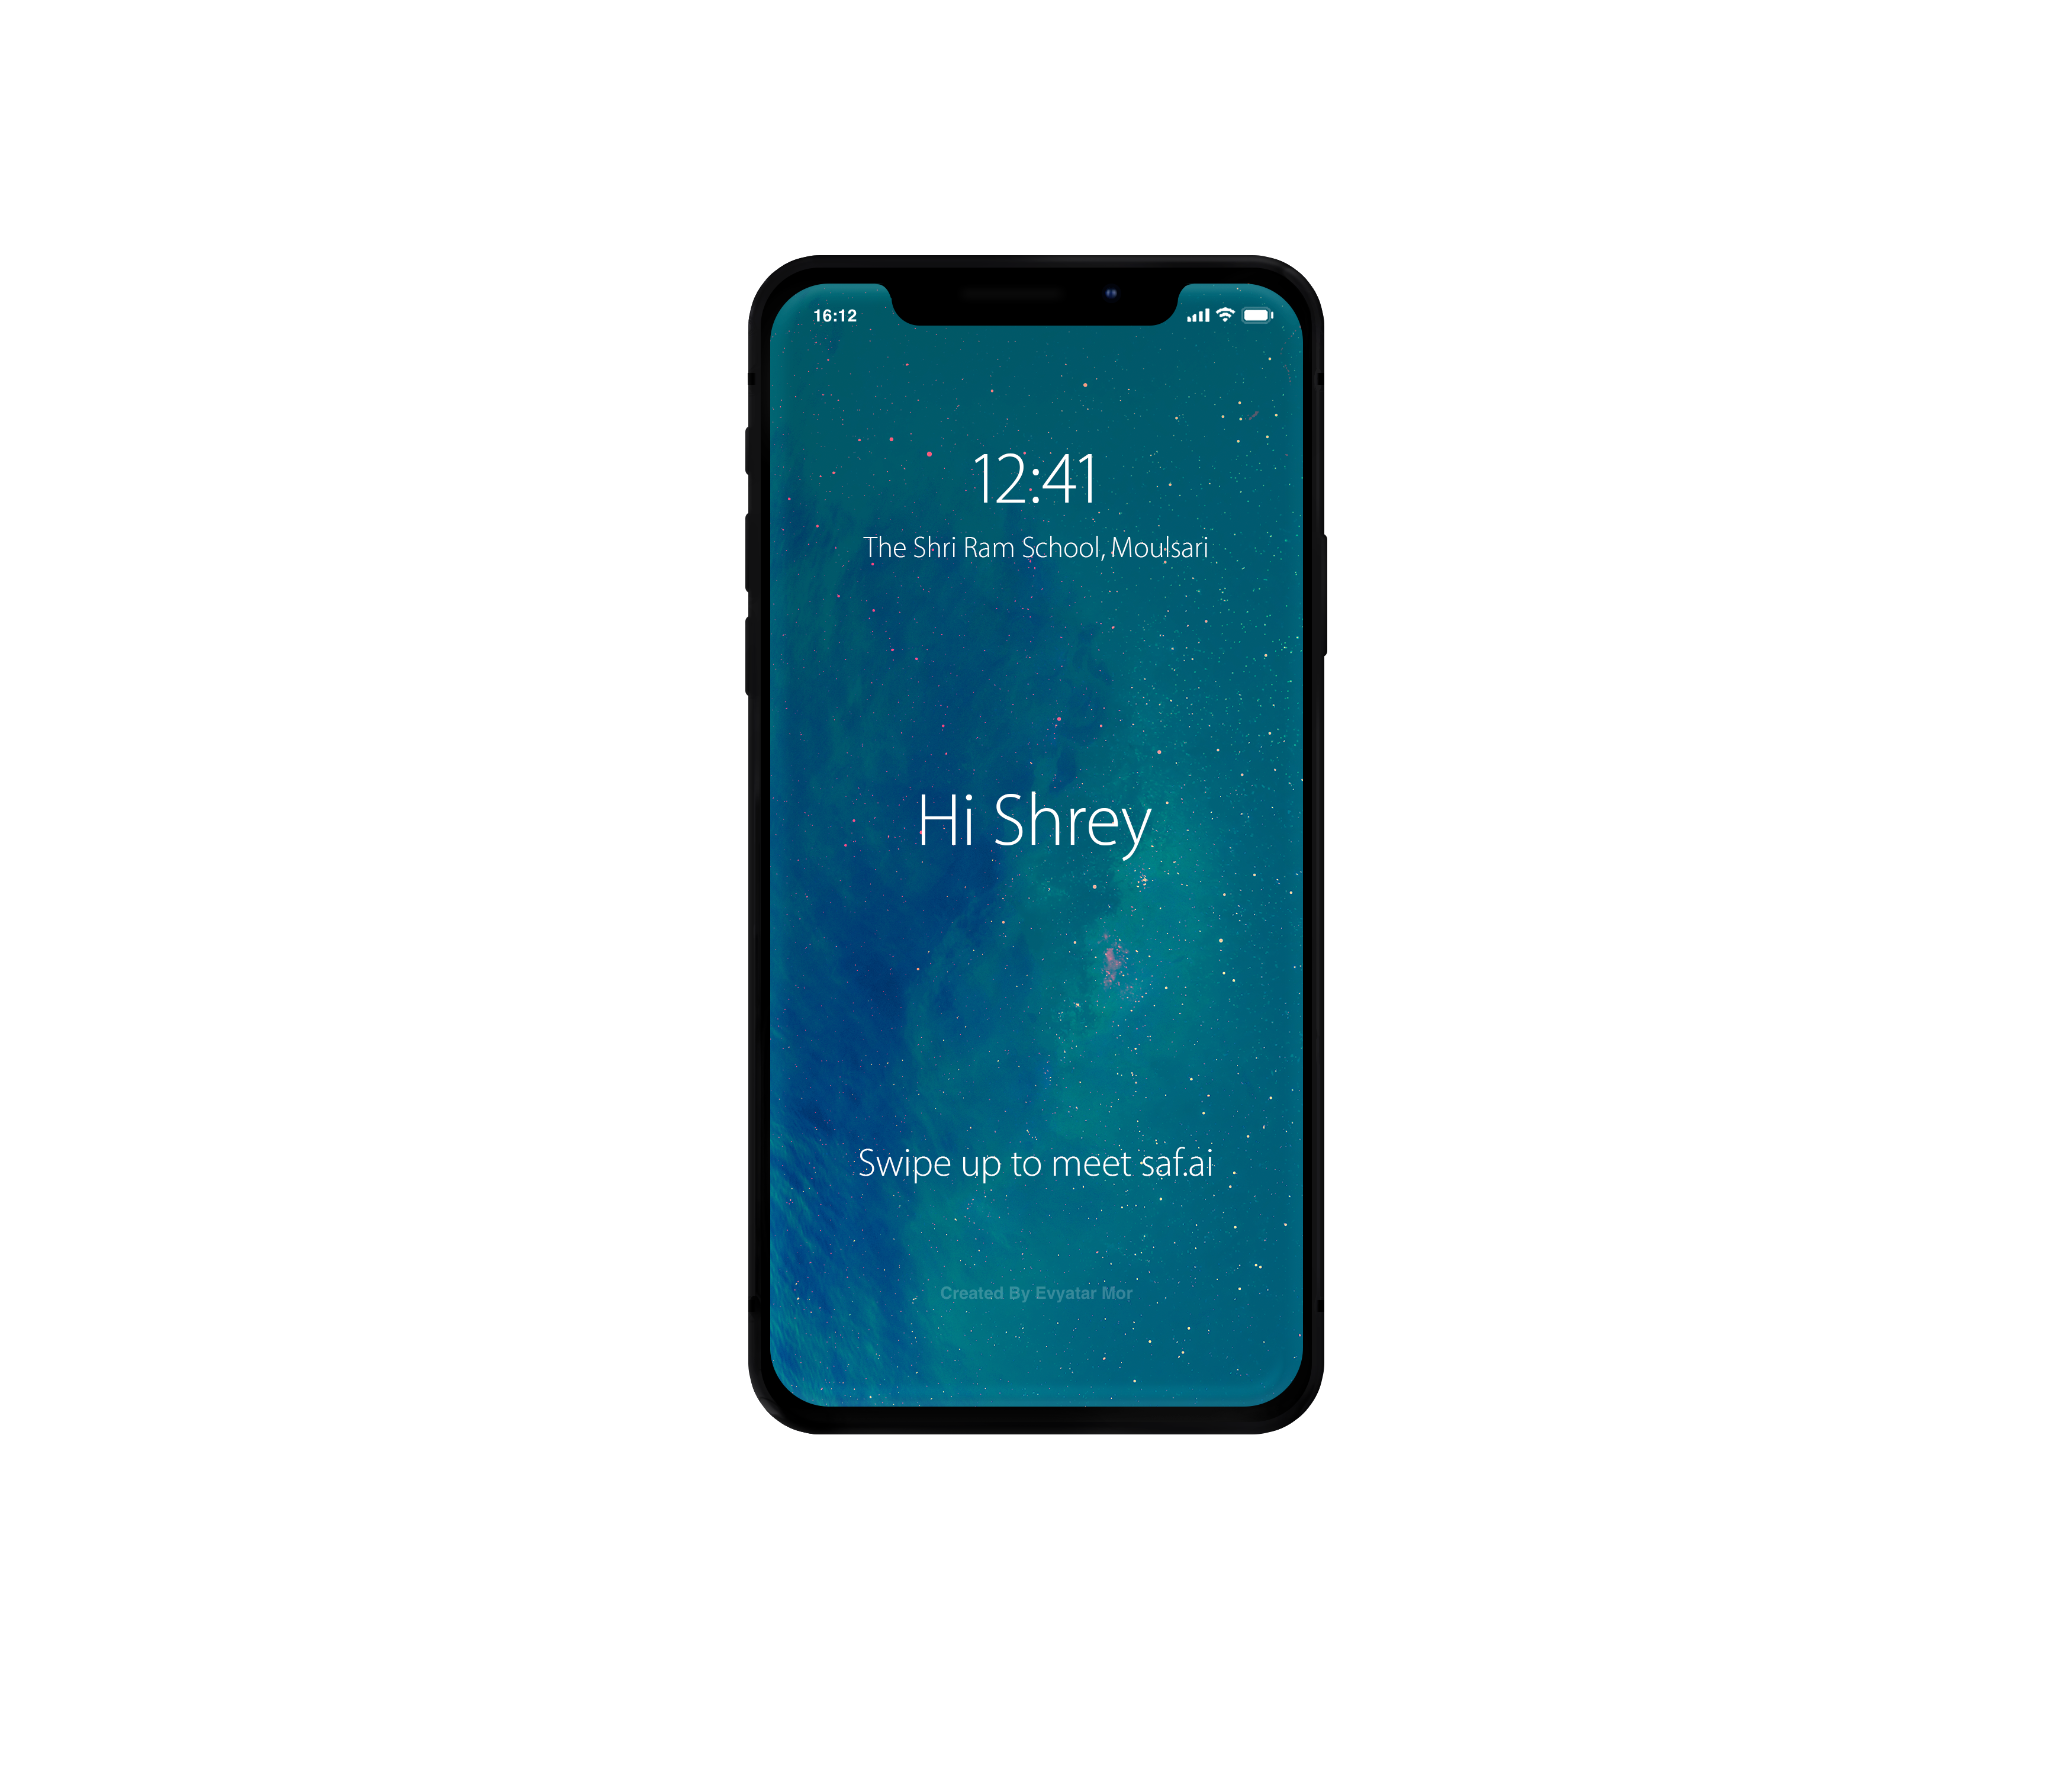 16:12
12:41
The Shri Ram School, Moulsari
Hi Shrey
Swipe up to meet saf.ai
Created By Evyatar Mor